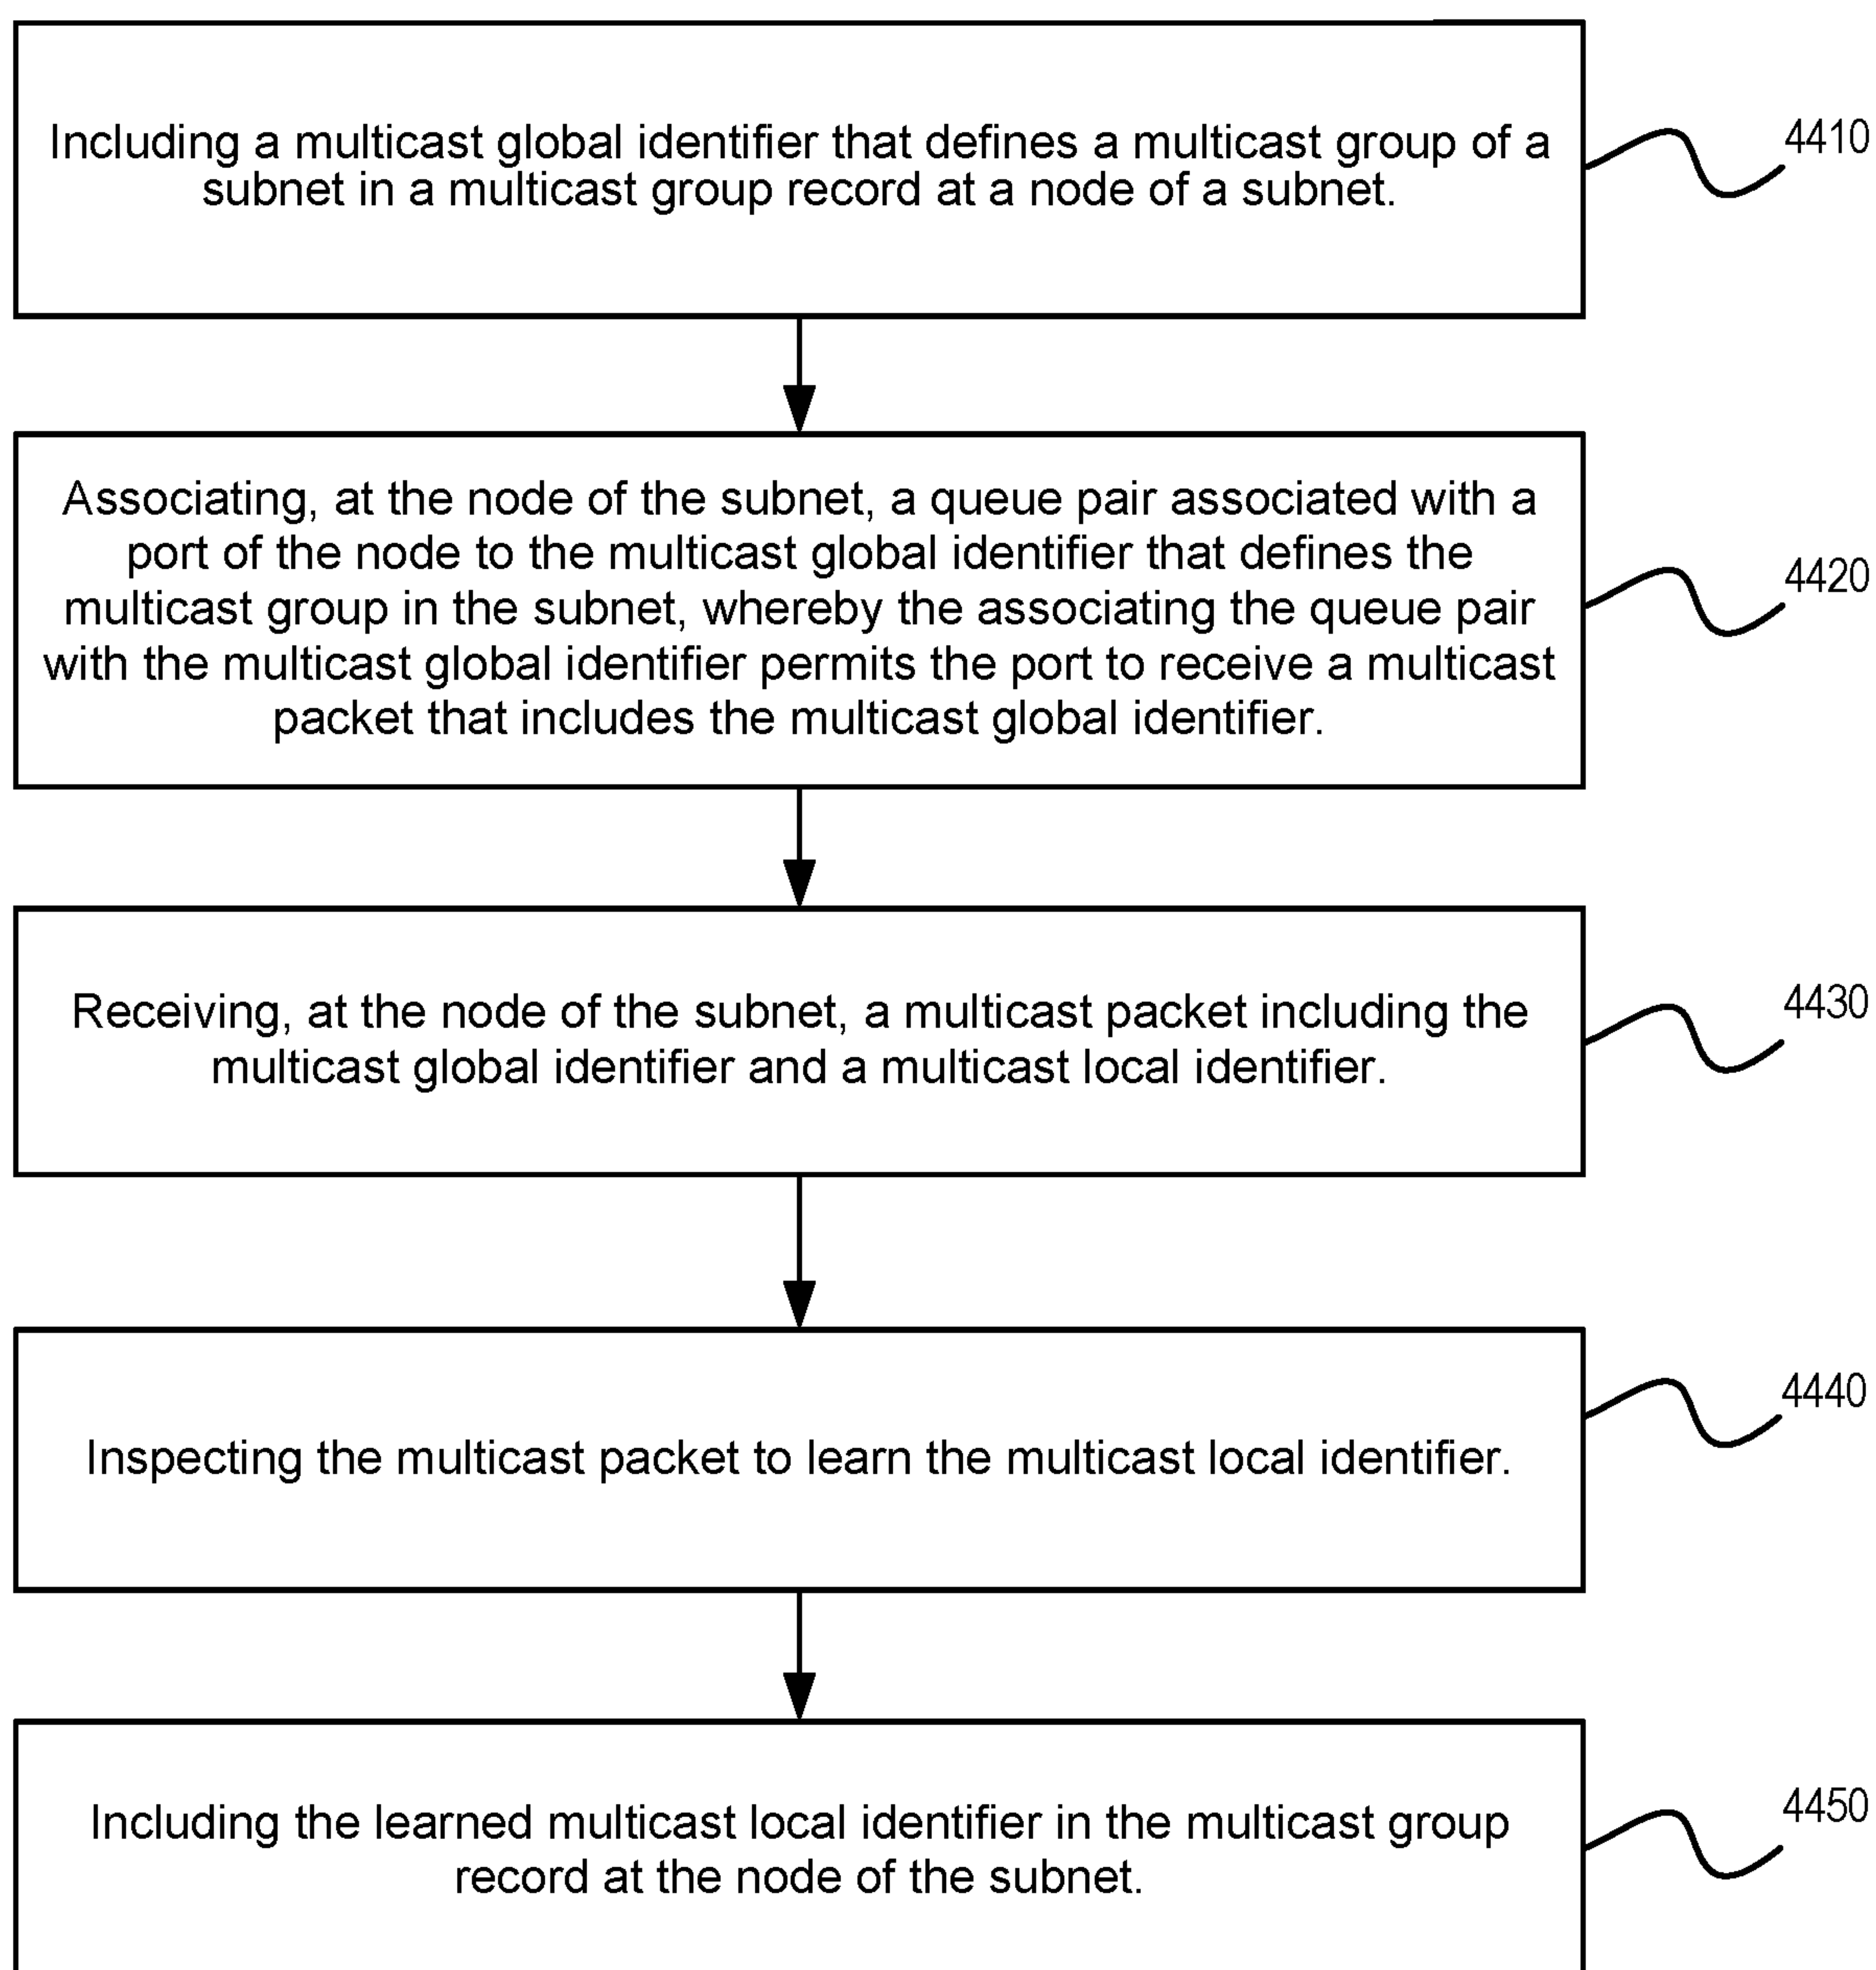 Including a multicast global identifier that defines a multicast group of a
subnet in a multicast group record at a node of a subnet.
4410
Associating, at the node of the subnet, a queue pair associated with a
port of the node to the multicast global identifier that defines the
multicast group in the subnet, whereby the associating the queue pair
with the multicast global identifier permits the port to receive a multicast
packet that includes the multicast global identifier.
4420
Receiving, at the node of the subnet, a multicast packet including the
multicast global identifier and a multicast local identifier.
4430
Inspecting the multicast packet to learn the multicast local identifier.
4440
Including the learned multicast local identifier in the multicast group
record at the node of the subnet.
4450